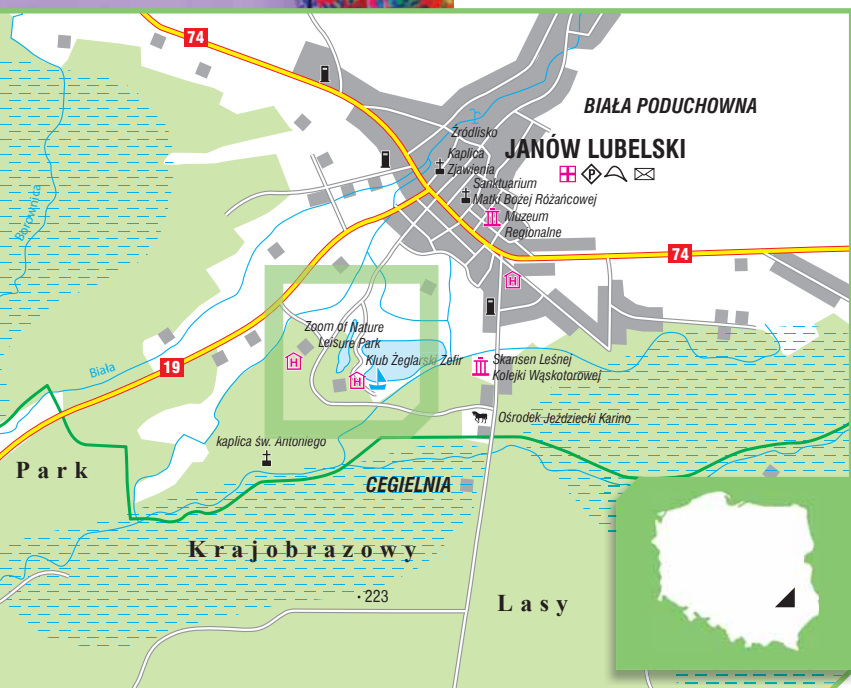 74
BIAŁA PODUCHOWNA
Źródlisko
JANÓW LUBELSKI
Kaplica
Zjawienia
P
Sanktuarium
Matki Bożej Różańcowej
Muzeum
Regionalne
Borownida
74
H
Zoom of Nature
Leisure Park
Klub Żeglarski Zefir
H
H
Skansen Leśnej
Kolejki Wąskotorowej
19
Biała
Ośrodek Jeździecki Karino
kaplica św. Antoniego
Park
CEGIELNIA
Krajobrazowy
223
Lasy